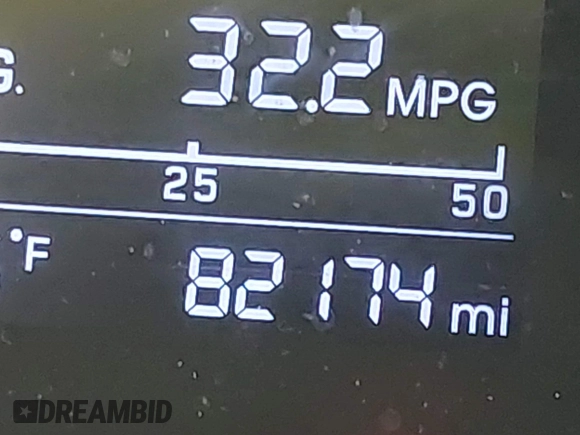 G. 32.2 MPG
25 50
°F 82174 mi
DREAMBID